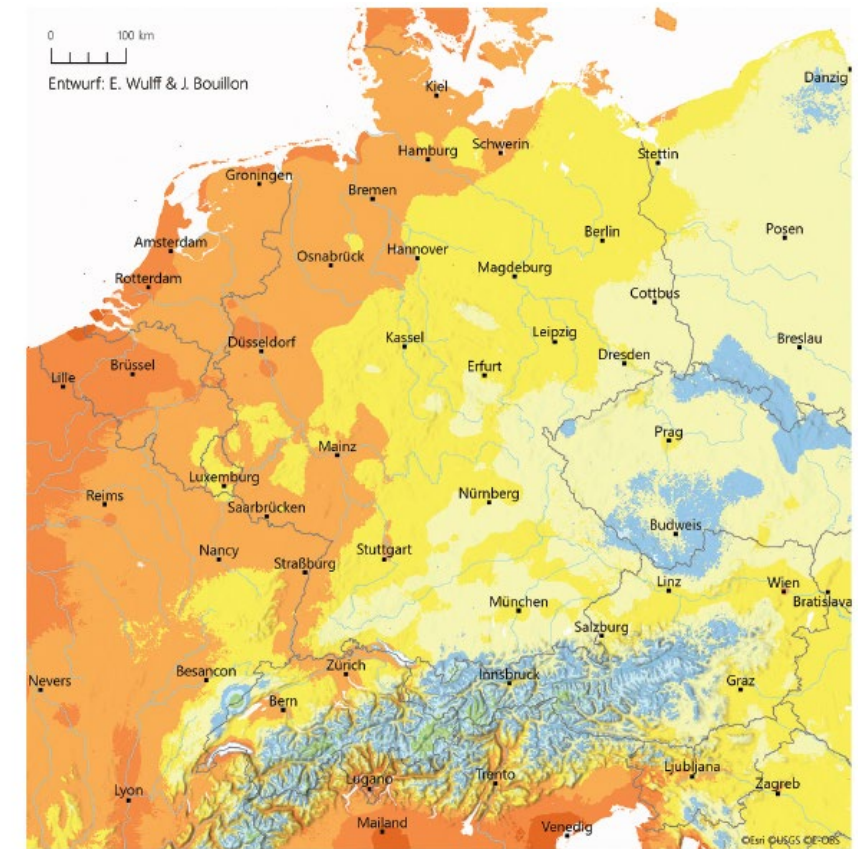 0 100 km
Entwurf: E. Wulff & J. Bouillon
Kiel
Danzig
Hamburg
Schwerin
Stettin
Groningen
Bremen
Amsterdam
Osnabrück
Hannover
Berlin
Posen
Magdeburg
Rotterdam
Cottbus
Düsseldorf
Kassel
Leipzig
Breslau
Lille
Brüssel
Erfurt
Dresden
Mainz
Prag
Luxemburg
Reims
Nürnberg
Saarbrücken
Budweis
Nancy
Straßburg
Stuttgart
Linz
Wien
München
Bratislava
Salzburg
Nevers
Besancon
Zürich
Innsbruck
Graz
Bern
Lugano
Trento
Ljubljana
Lyon
Zagreb
Mailand
Venedig
©Esri ©USGS ©E-OBS